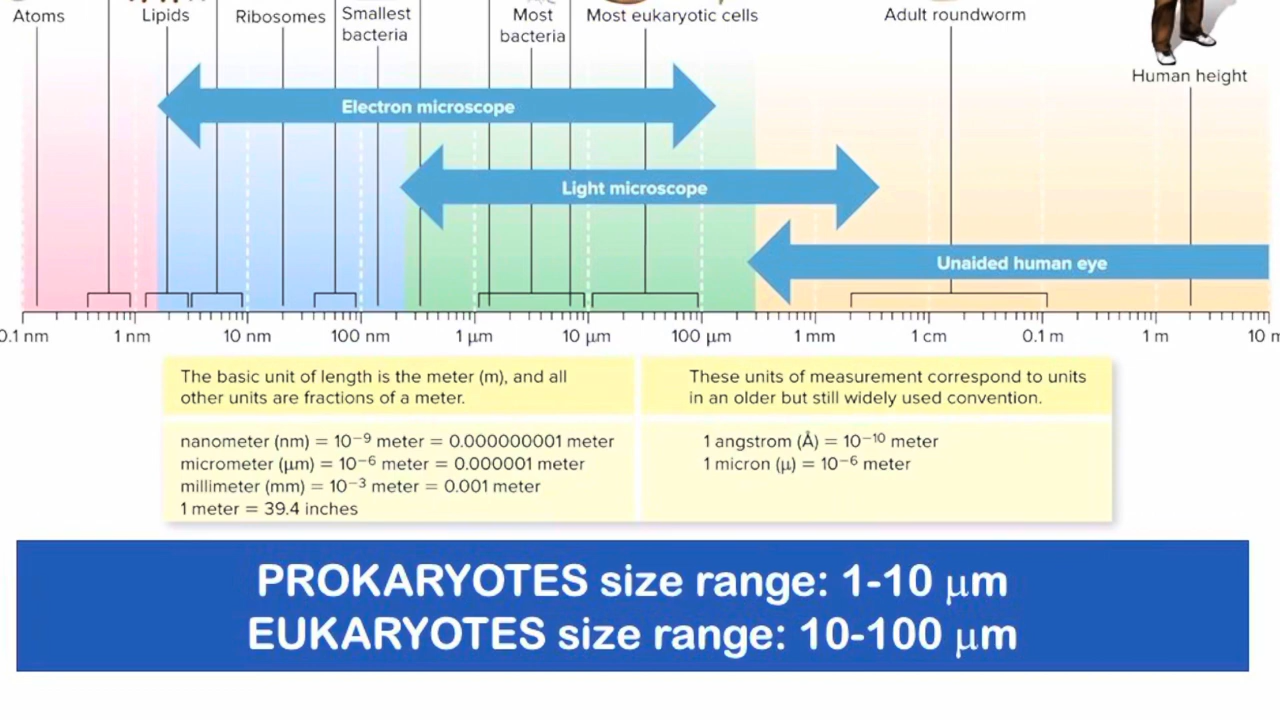 Atoms
Lipids
Ribosomes
Smallest
bacteria
Most
bacteria
Most eukaryotic cells
Adult roundworm
Human height
Electron microscope
Light microscope
Unaided human eye
0.1 nm
1 nm
10 nm
100 nm
1 μm
10 μm
100 μm
1 mm
1 cm
0.1 m
1 m
10 m
The basic unit of length is the meter (m), and all
other units are fractions of a meter.
nanometer (nm) = 10⁻⁹ meter = 0.000000001 meter
micrometer (μm) = 10⁻⁶ meter = 0.000001 meter
millimeter (mm) = 10⁻³ meter = 0.001 meter
1 meter = 39.4 inches
These units of measurement correspond to units
in an older but still widely used convention.
1 angstrom (Å) = 10⁻¹⁰ meter
1 micron (μ) = 10⁻⁶ meter
PROKARYOTES size range: 1-10 μm
EUKARYOTES size range: 10-100 μm